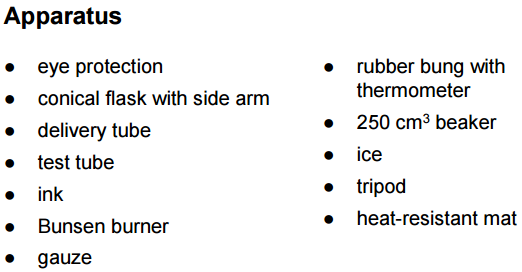 Apparatus
● eye protection
● conical flask with side arm
● delivery tube
● test tube
● ink
● Bunsen burner
● gauze
● rubber bung with
thermometer
● 250 cm³ beaker
● ice
● tripod
● heat-resistant mat